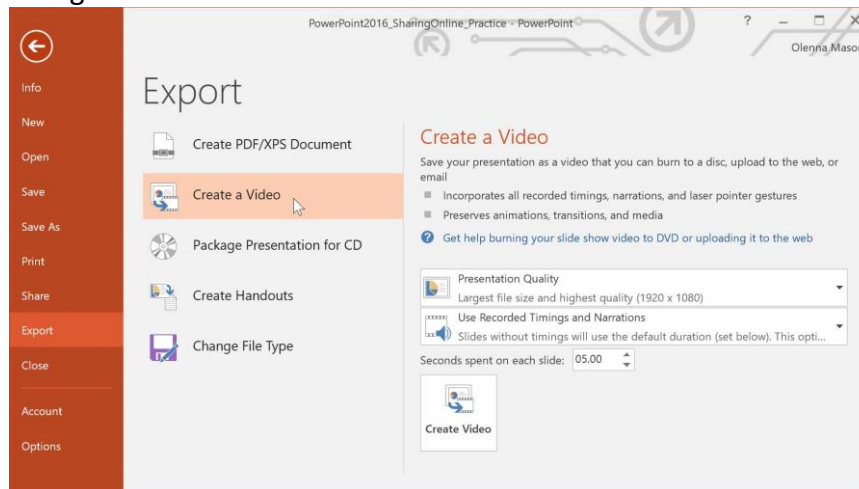 PowerPoint2016_SharingOnline_Practice - PowerPoint
?
Olenna Mason
Info
New
Open
Save
Save As
Print
Share
Export
Close
Account
Options
Export
Create PDF/XPS Document
Create a Video
Package Presentation for CD
Create Handouts
Change File Type
Create a Video
Save your presentation as a video that you can burn to a disc, upload to the web, or
email
Incorporates all recorded timings, narrations, and laser pointer gestures
Preserves animations, transitions, and media
Get help burning your slide show video to DVD or uploading it to the web
Presentation Quality
Largest file size and highest quality (1920 x 1080)
Use Recorded Timings and Narrations
Slides without timings will use the default duration (set below). This opti...
Seconds spent on each slide: 05.00
Create Video